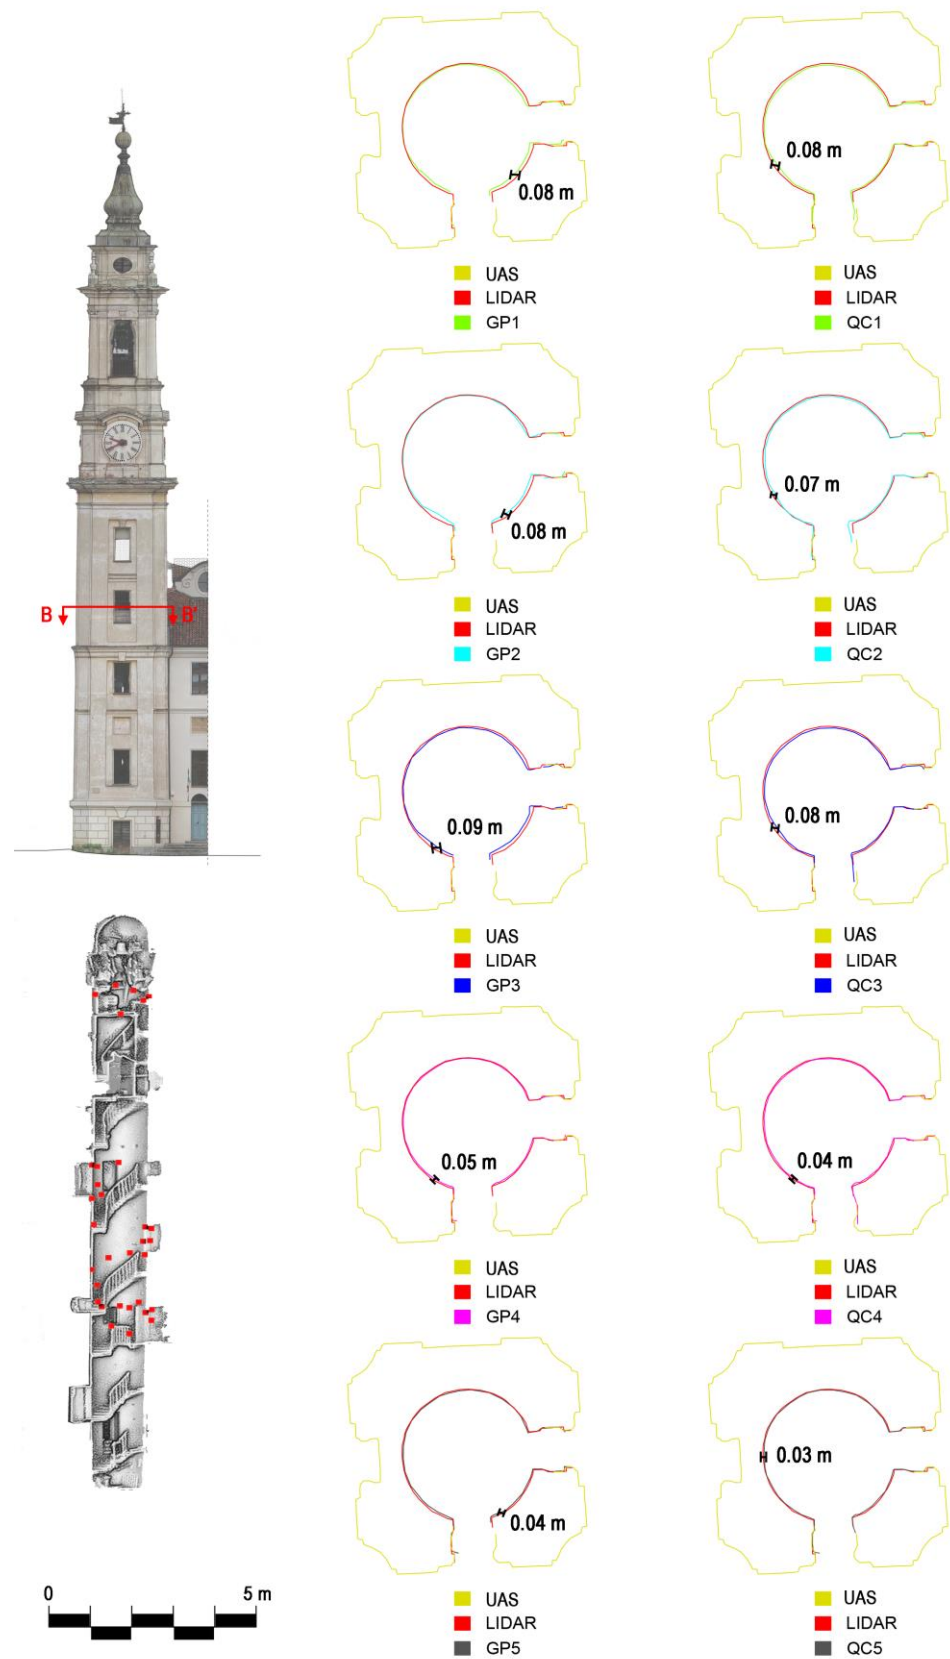 0.08 m
UAS
LIDAR
GP1
0.08 m
UAS
LIDAR
QC1
0.08 m
UAS
LIDAR
GP2
0.07 m
UAS
LIDAR
QC2
B B'
0.09 m
UAS
LIDAR
GP3
0.08 m
UAS
LIDAR
QC3
0.05 m
UAS
LIDAR
GP4
0.04 m
UAS
LIDAR
QC4
0.04 m
UAS
LIDAR
GP5
0.03 m
UAS
LIDAR
QC5
0 5 m